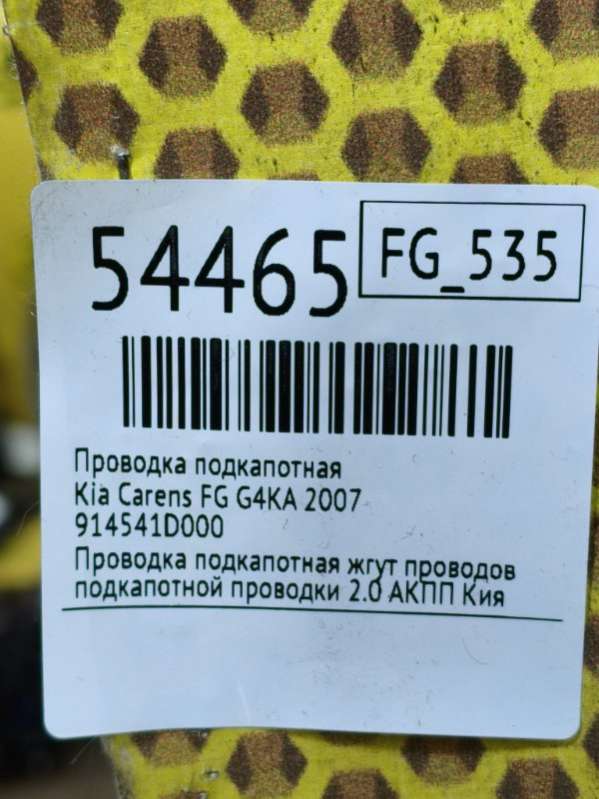 54465
FG_535
Проводка подкапотная
Kia Carens FG G4KA 2007
914541D000
Проводка подкапотная жгут проводов
подкапотной проводки 2.0 АКПП Кия